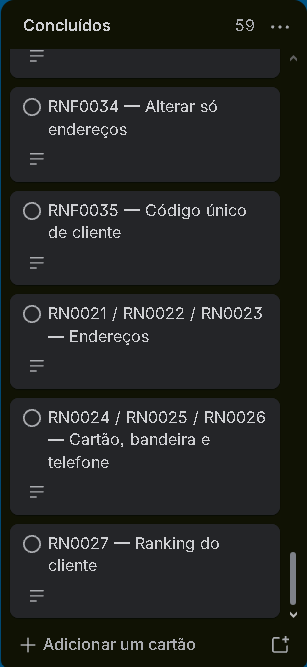 Concluídos 59
RNF0034 — Alterar só
endereços
RNF0035 — Código único
de cliente
RN0021 / RN0022 / RN0023
— Endereços
RN0024 / RN0025 / RN0026
— Cartão, bandeira e
telefone
RN0027 — Ranking do
cliente
Adicionar um cartão